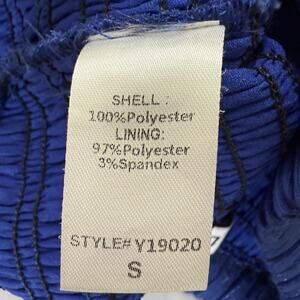 SHELL :
100%Polyester
LINING:
97%Polyester
3%Spandex
STYLE# Y19020
S